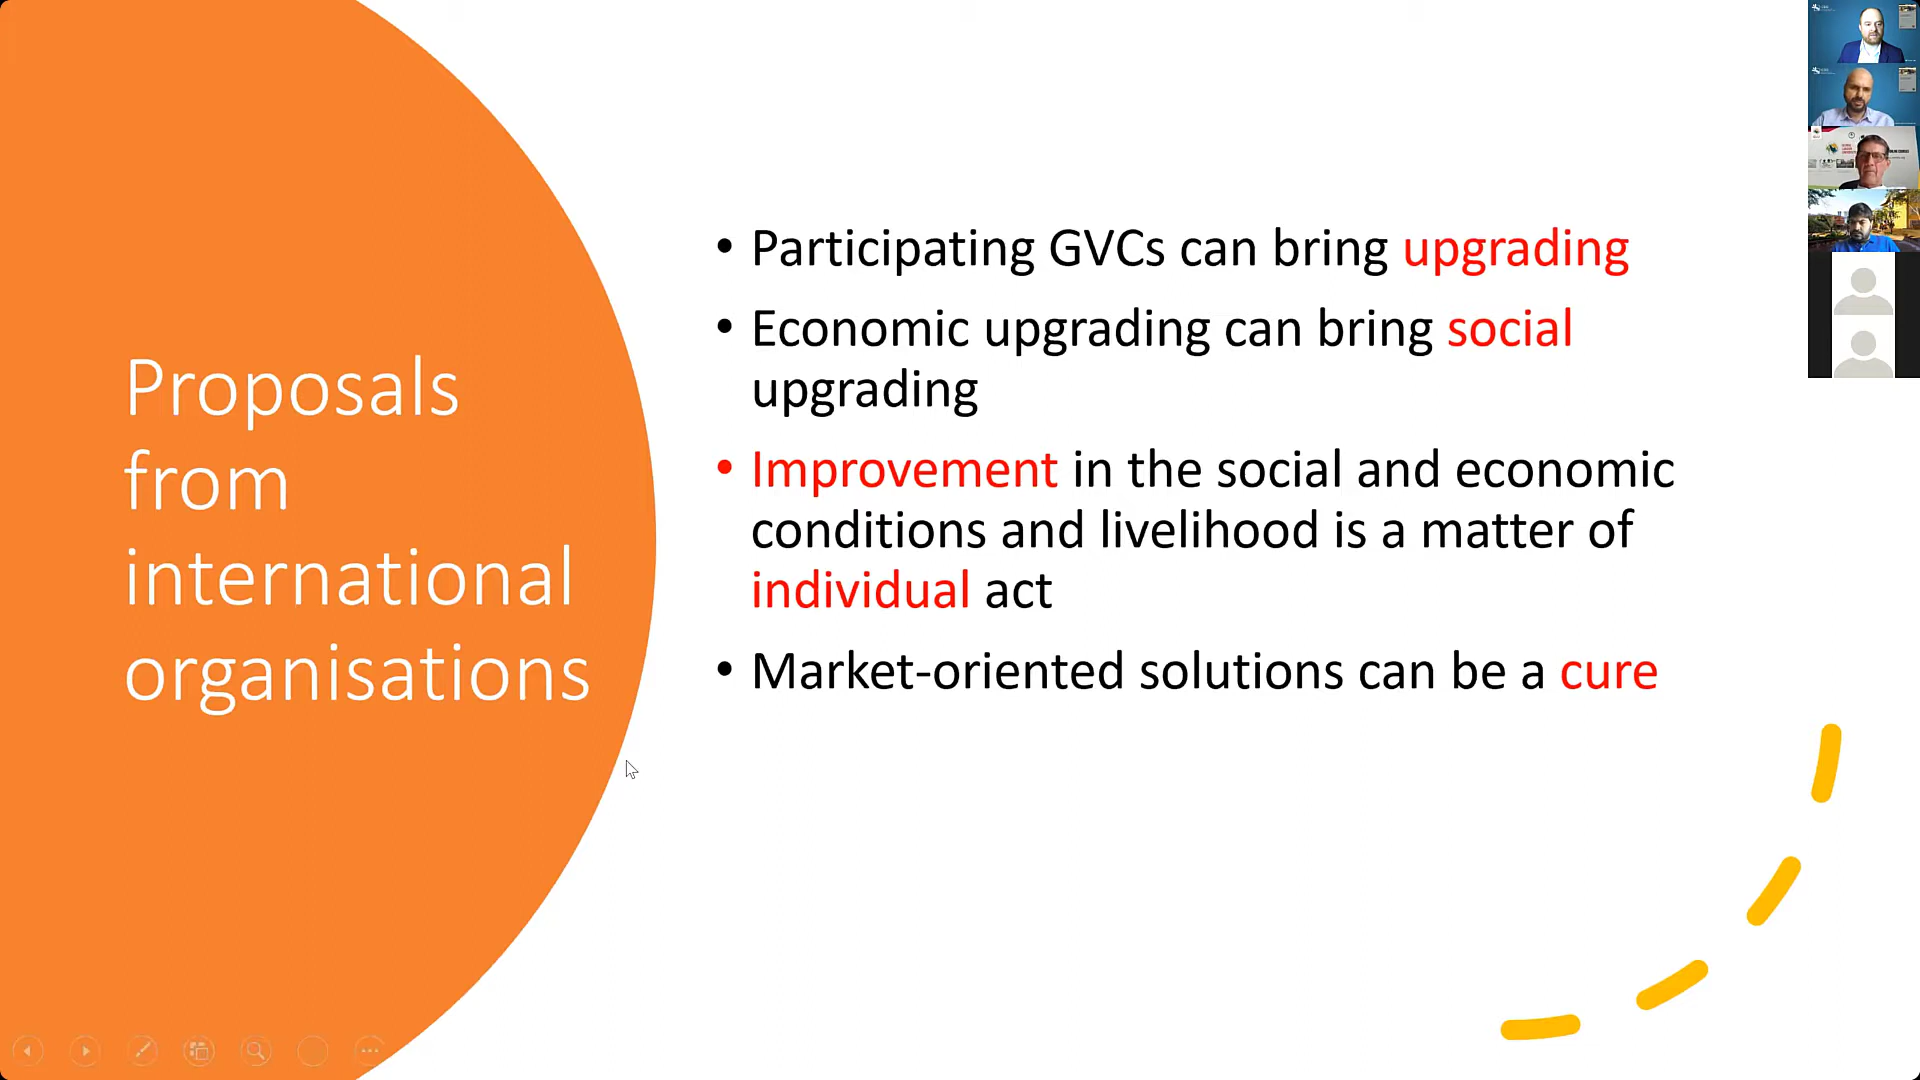 Proposals
from
international
organisations
• Participating GVCs can bring upgrading
• Economic upgrading can bring social
upgrading
• Improvement in the social and economic
conditions and livelihood is a matter of
individual act
• Market-oriented solutions can be a cure